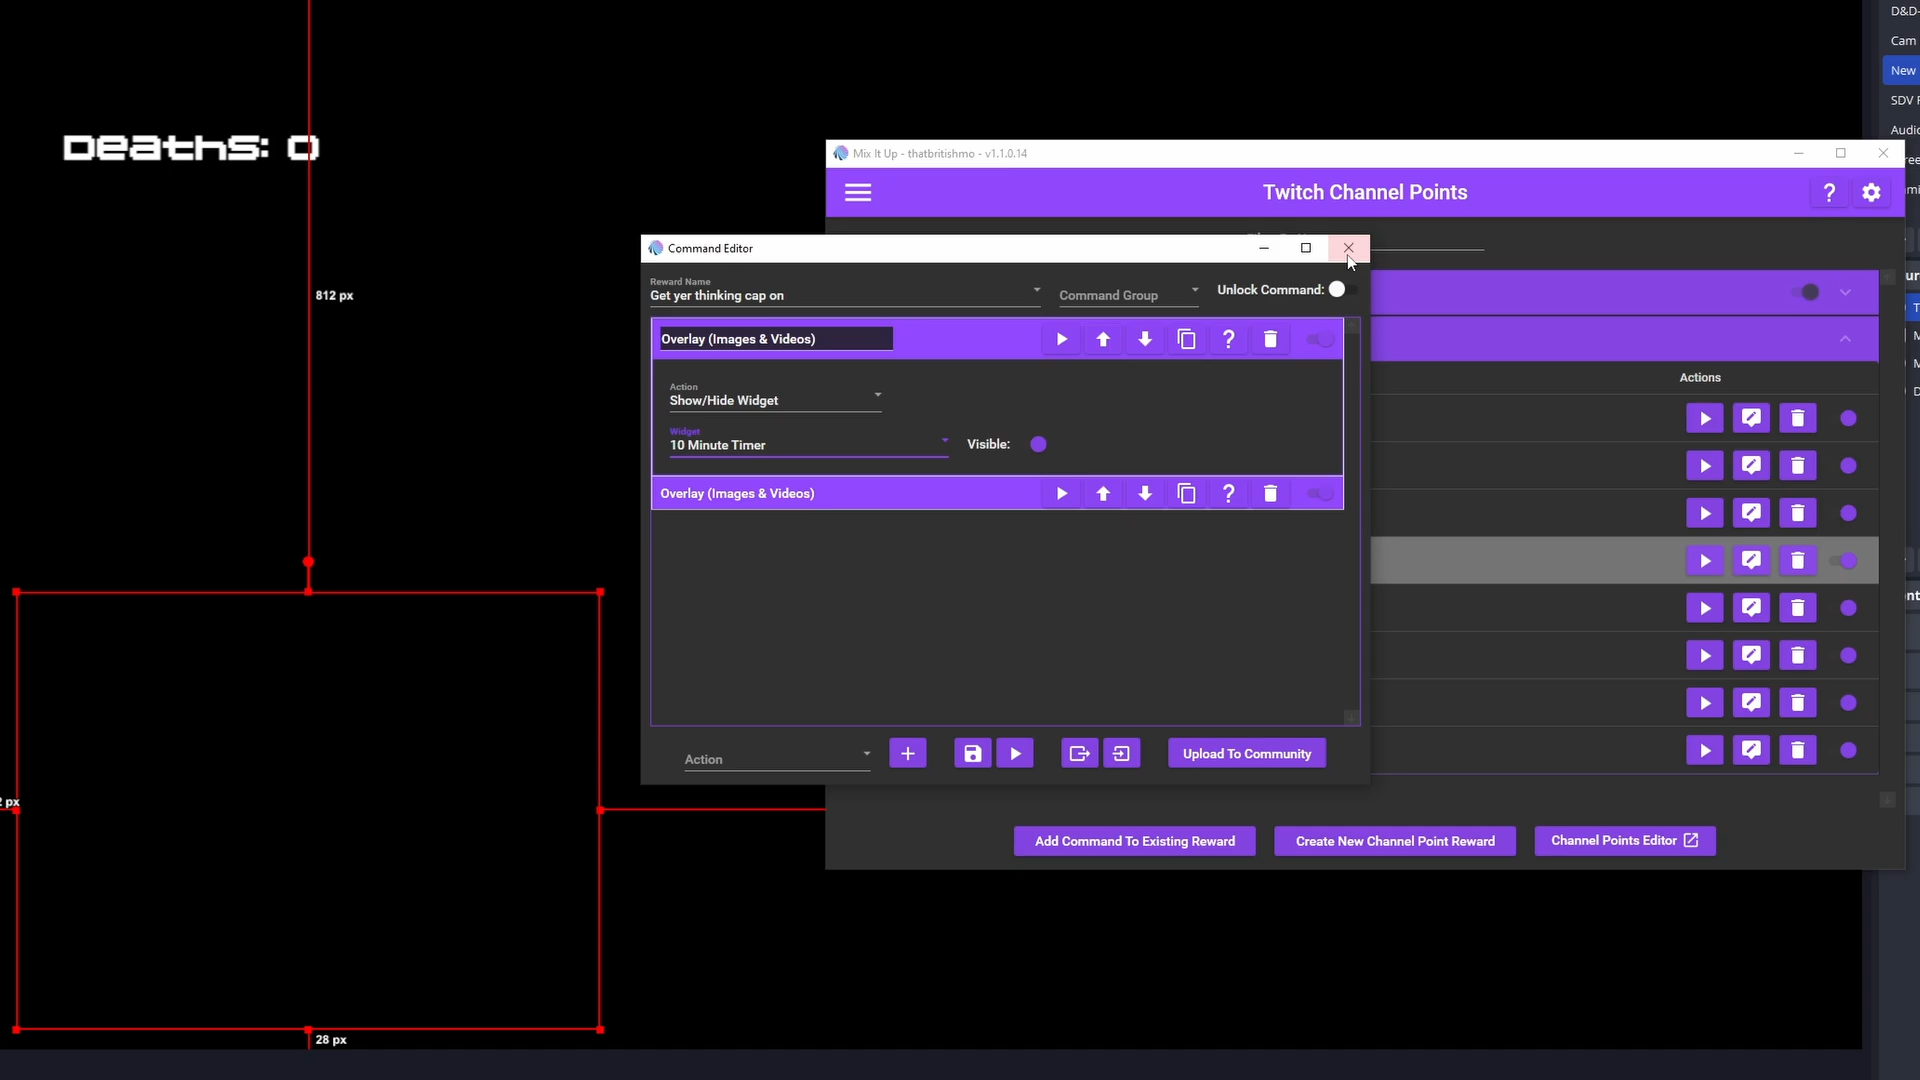 D&D-
Cam
New
SDV
Audio
Deaths: 0
Mix It Up - thatbritishmo - v1.1.0.14
Twitch Channel Points
?
Command Editor
Reward Name
Get yer thinking cap on
Command Group
Unlock Command:
812 px
Overlay (Images & Videos)
?
Actions
Action
Show/Hide Widget
Widget
10 Minute Timer
Visible:
Overlay (Images & Videos)
?
Action
Upload To Community
px
Add Command To Existing Reward
Create New Channel Point Reward
Channel Points Editor
28 px